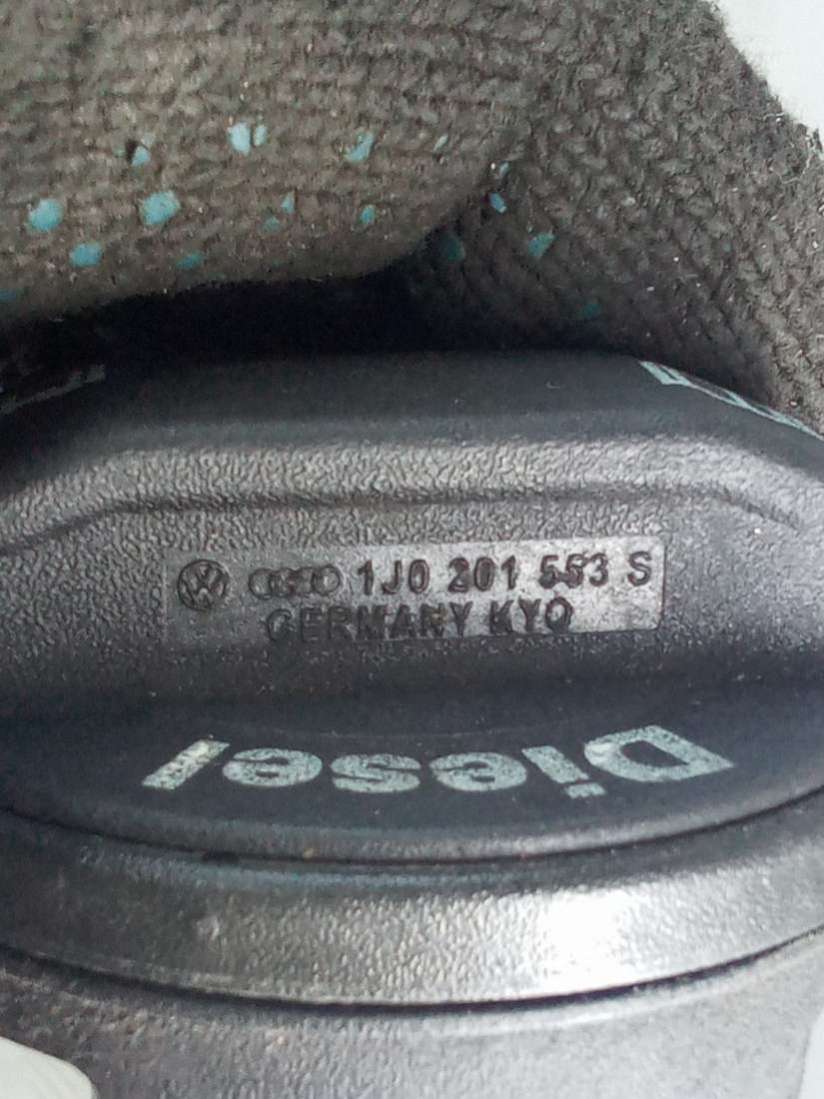 1J0 201 553 S
GERMANY KYO
Diesel